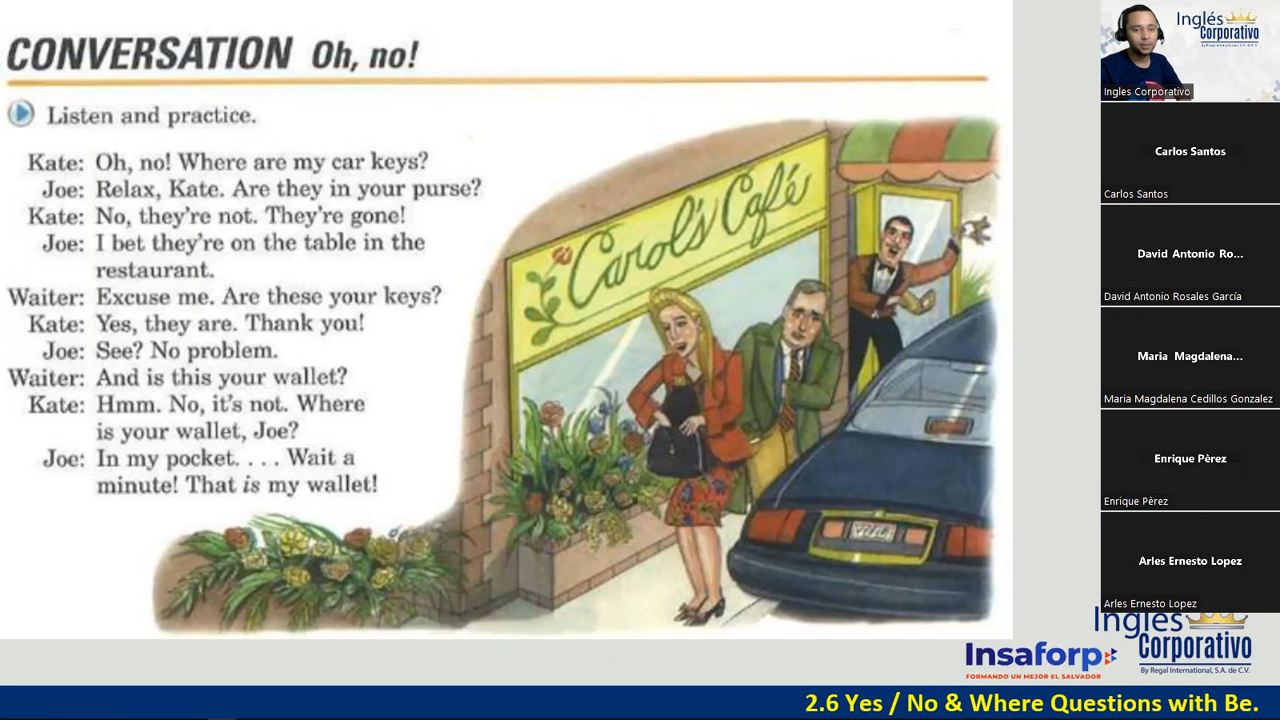 CONVERSATION Oh, no!
Listen and practice.
Kate: Oh, no! Where are my car keys?
Joe: Relax, Kate. Are they in your purse?
Kate: No, they're not. They're gone!
Joe: I bet they're on the table in the
restaurant.
Waiter: Excuse me. Are these your keys?
Kate: Yes, they are. Thank you!
Joe: See? No problem.
Waiter: And is this your wallet?
Kate: Hmm. No, it's not. Where
is your wallet, Joe?
Joe: In my pocket. . . . Wait a
minute! That is my wallet!
Carol's Café
Inglés
Corporativo
By Regal International, S.A. de C.V.
Ingles Corporativo
Carlos Santos
Carlos Santos
David Antonio Ro...
David Antonio Rosales García
Maria Magdalena...
Maria Magdalena Cedillos Gonzalez
Enrique Pèrez
Enrique Pèrez
Arles Ernesto Lopez
Arles Ernesto Lopez
Inglés
Corporativo
By Regal International, S.A. de C.V.
Insaforp
FORMANDO UN MEJOR EL SALVADOR
2.6 Yes / No & Where Questions with Be.